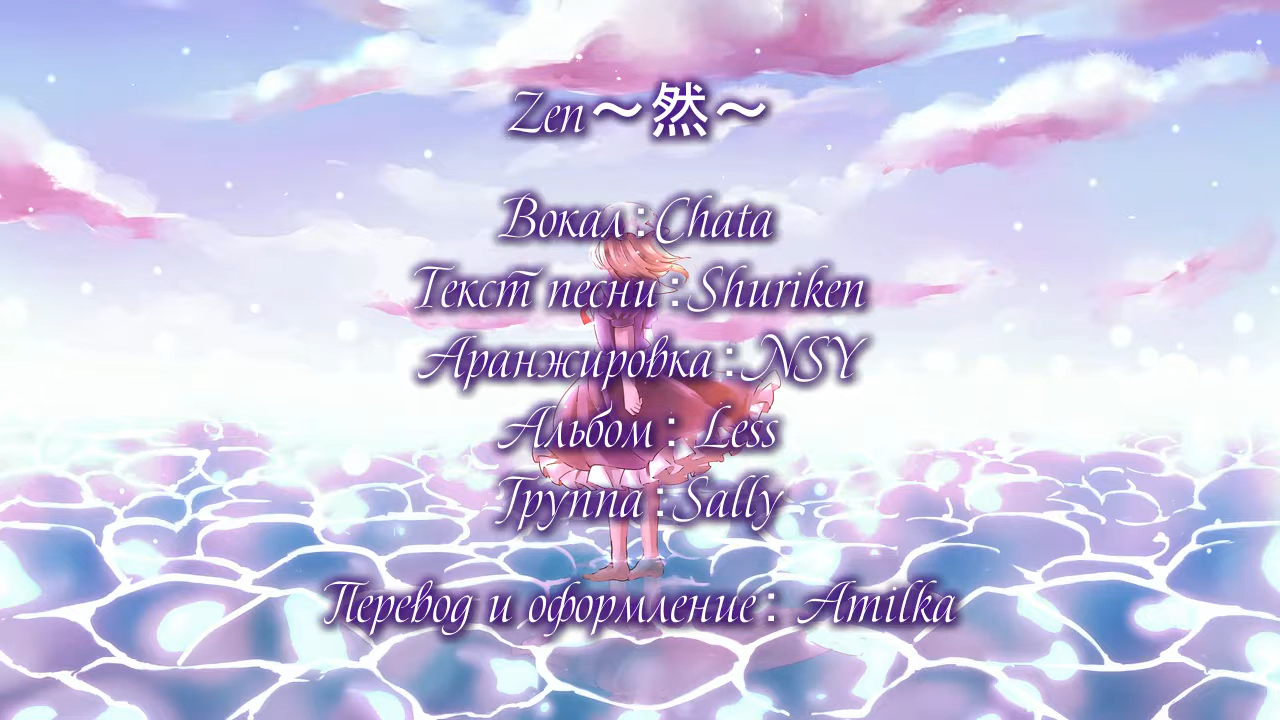 Zen～然～
Вокал：Chata
Текст песни：Shuriken
Аранжировка：NSY
Альбом： Less
Группа：Sally
Перевод и оформление： Amilka